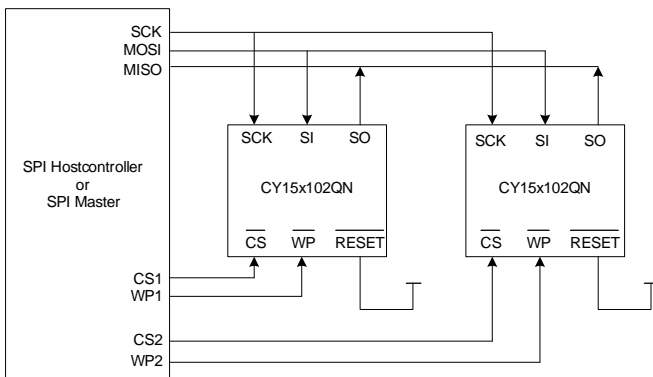 SCK
MOSI
MISO
SCK SI SO
SCK SI SO
SPI Hostcontroller
or
SPI Master
CY15x102QN
CY15x102QN
CS WP RESET
CS WP RESET
CS1
WP1
CS2
WP2